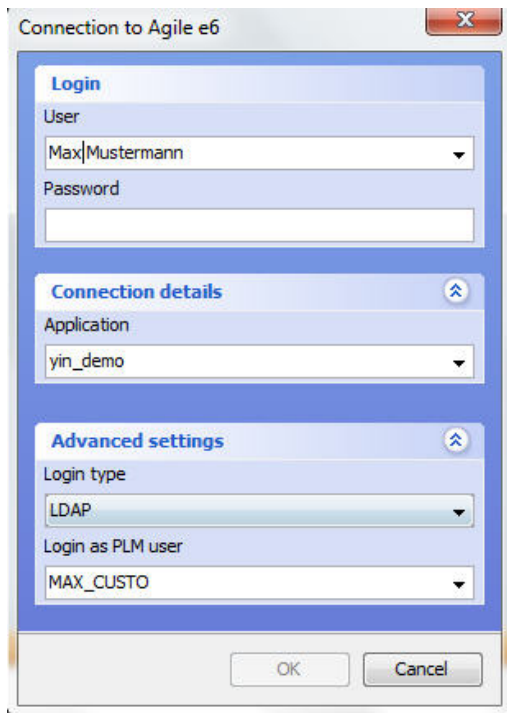 Connection to Agile e6
Login
User
Max Mustermann
Password
Connection details
Application
yin_demo
Advanced settings
Login type
LDAP
Login as PLM user
MAX_CUSTO
OK
Cancel